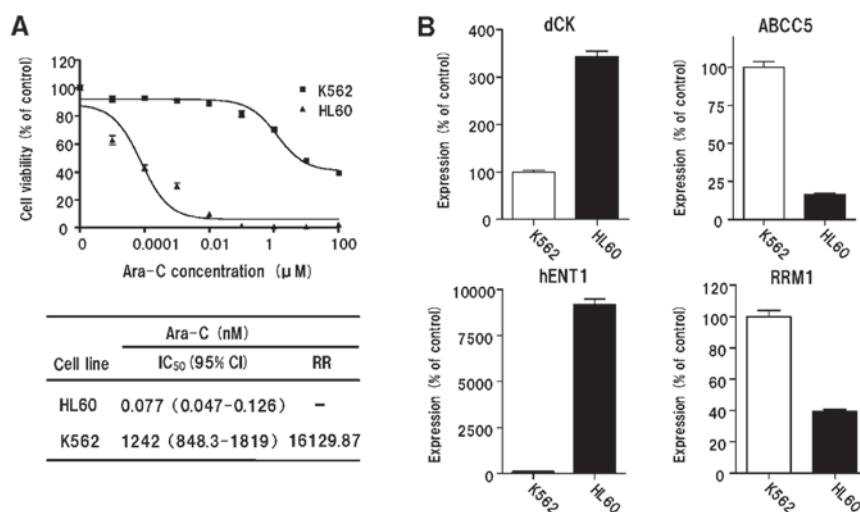 A
Cell viability (% of control)
120
100
80
60
40
20
0
K562
HL60
0
0.0001
0.01
1
100
Ara-C concentration (μM)
Ara-C (nM)
Cell line IC50 (95% CI) RR
HL60 0.077 (0.047-0.126) -
K562 1242 (848.3-1819) 16129.87
B
dCK
Expression (% of control)
400
300
200
100
0
K562
HL60
ABCC5
Expression (% of control)
125
100
75
50
25
0
K562
HL60
hENT1
Expression (% of control)
10000
7500
5000
2500
0
K562
HL60
RRM1
Expression (% of control)
120
100
80
60
40
20
0
K562
HL60